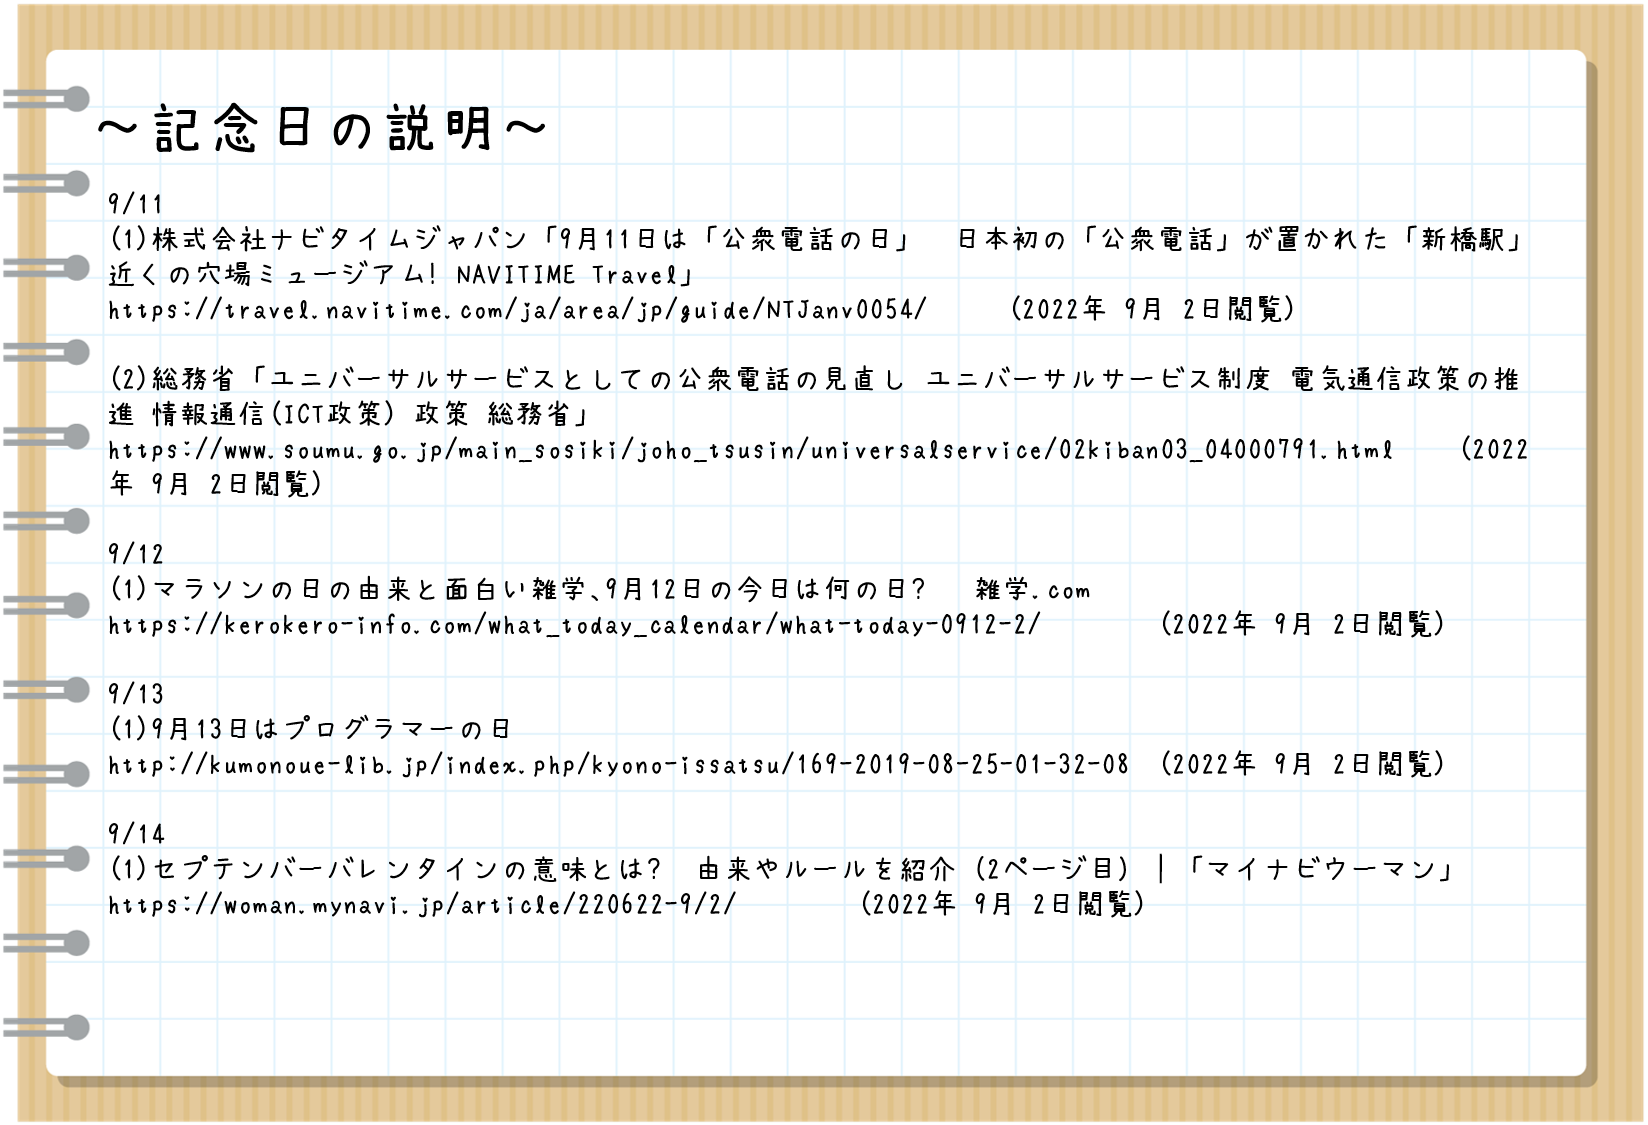 ～記念日の説明～
9/11
(1)株式会社ナビタイムジャパン「9月11日は「公衆電話の日」　日本初の「公衆電話」が置かれた「新橋駅」
近くの穴場ミュージアム! NAVITIME Travel」
https://travel.navitime.com/ja/area/jp/guide/NTJanv0054/　　(2022年 9月 2日閲覧)
(2)総務省「ユニバーサルサービスとしての公衆電話の見直し ユニバーサルサービス制度 電気通信政策の推
進 情報通信(ICT政策) 政策 総務省」
https://www.soumu.go.jp/main_sosiki/joho_tsusin/universalservice/02kiban03_04000791.html　　(2022
年 9月 2日閲覧)
9/12
(1)マラソンの日の由来と面白い雑学、9月12日の今日は何の日?　雑学.com
https://kerokero-info.com/what_today_calendar/what-today-0912-2/　　　(2022年 9月 2日閲覧)
9/13
(1)9月13日はプログラマーの日
http://kumonoue-lib.jp/index.php/kyono-issatsu/169-2019-08-25-01-32-08　(2022年 9月 2日閲覧)
9/14
(1)セプテンバーバレンタインの意味とは?　由来やルールを紹介 (2ページ目) |「マイナビウーマン」
https://woman.mynavi.jp/article/220622-9/2/　　　(2022年 9月 2日閲覧)